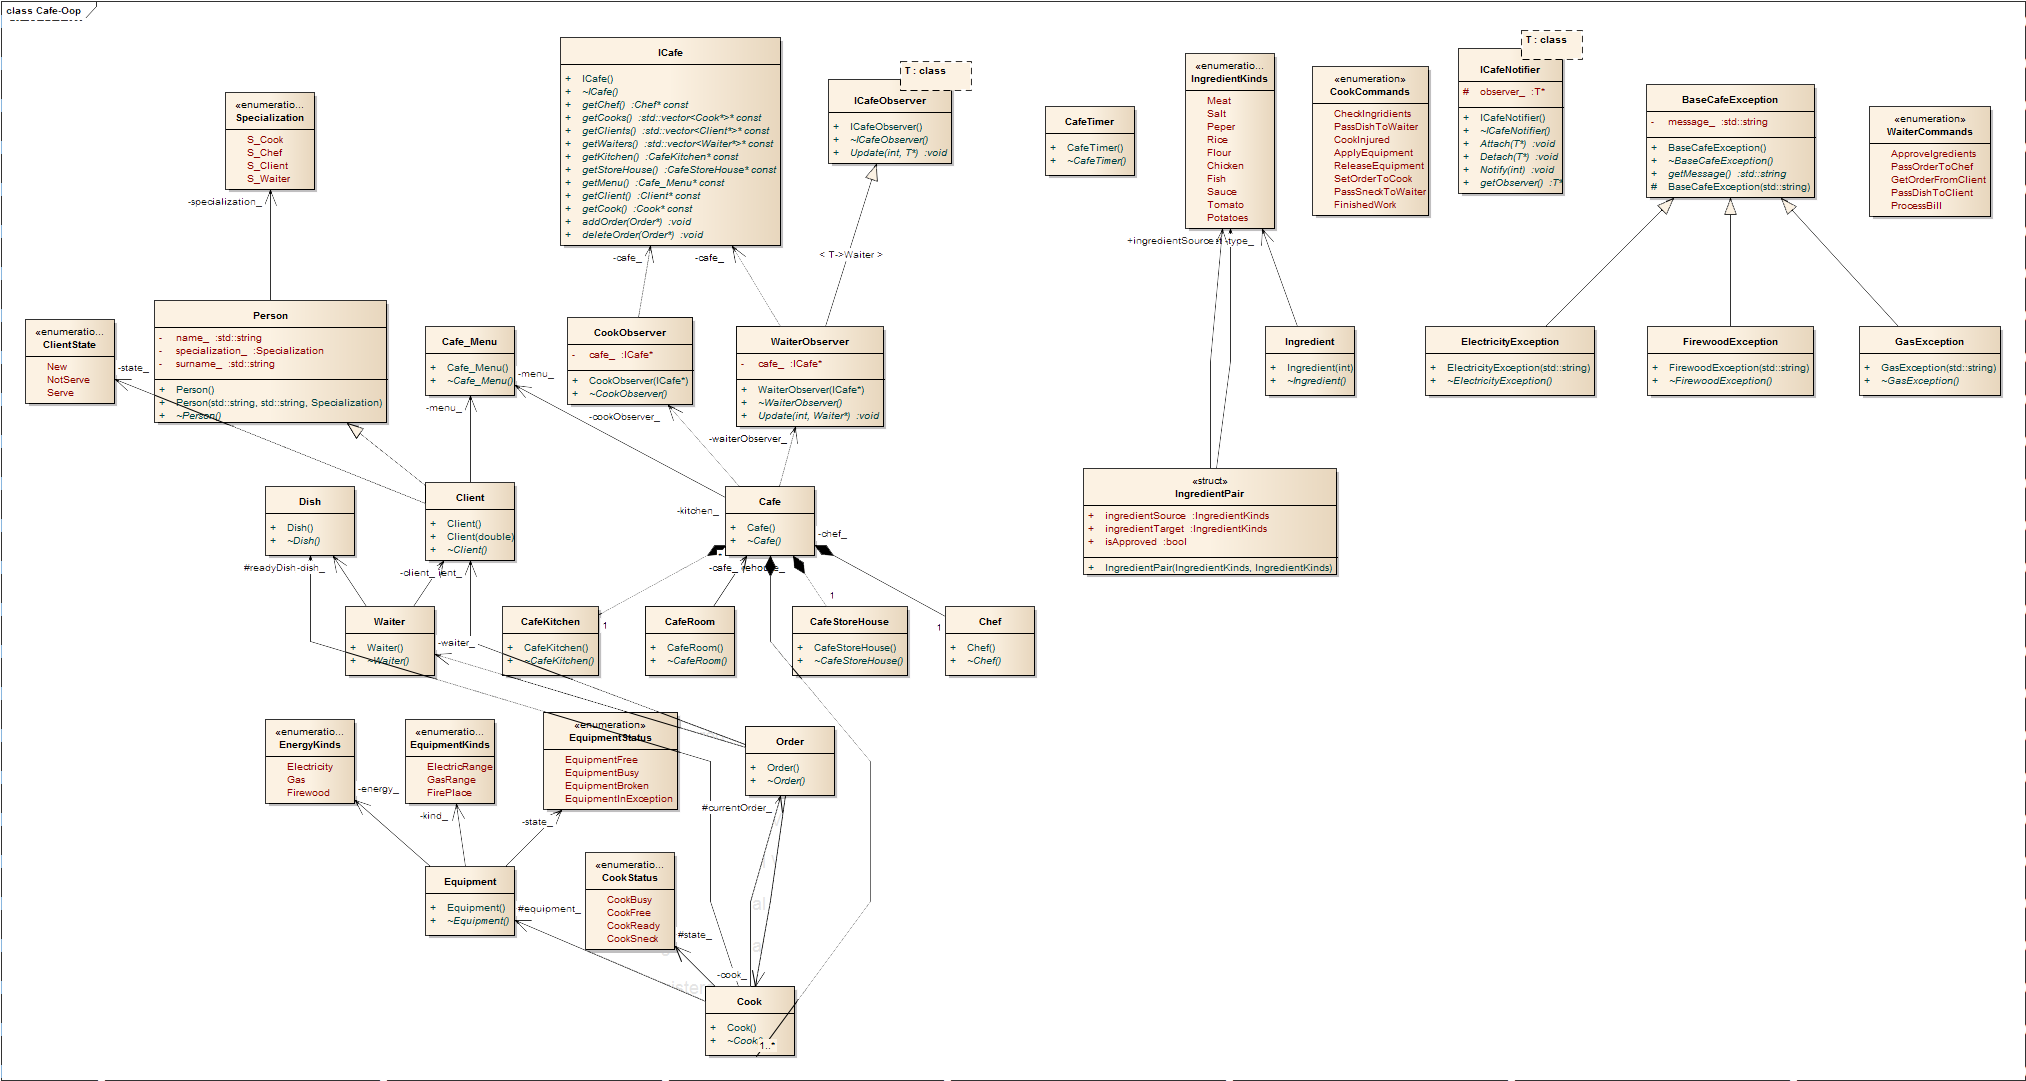 class Cafe-Oop
«enumeratio...
Specialization
S_Cook
S_Chef
S_Client
S_Waiter
-specialization_
ICafe
+ ICafe()
+ ~ICafe()
+ getChef() :Chef* const
+ getCooks() :std::vector<Cook*>* const
+ getClients() :std::vector<Client*>* const
+ getWaiters() :std::vector<Waiter*>* const
+ getKitchen() :CafeKitchen* const
+ getStoreHouse() :CafeStoreHouse* const
+ getMenu() :Cafe_Menu* const
+ getClient() :Client* const
+ getCook() :Cook* const
+ addOrder(Order*) :void
+ deleteOrder(Order*) :void
-cafe_
-cafe_
T : class
ICafeObserver
+ ICafeObserver()
+ ~ICafeObserver()
+ Update(int, T*) :void
< T->Waiter >
CafeTimer
+ CafeTimer()
+ ~CafeTimer()
«enumeratio...
IngredientKinds
Meat
Salt
Peper
Rice
Flour
Chicken
Fish
Sauce
Tomato
Potatoes
+ingredientSource
-type_
«enumeration»
CookCommands
CheckIngridients
PassDishToWaiter
CookInjured
ApplyEquipment
ReleaseEquipment
SetOrderToCook
PassSneckToWaiter
FinishedWork
T : class
ICafeNotifier
# observer_ :T*
+ ICafeNotifier()
+ ~ICafeNotifier()
+ Attach(T*) :void
+ Detach(T*) :void
+ Notify(int) :void
+ getObserver() :T*
BaseCafeException
- message_ :std::string
+ BaseCafeException()
+ ~BaseCafeException()
+ getMessage() :std::string
# BaseCafeException(std::string)
«enumeration»
WaiterCommands
ApproveIgredients
PassOrderToChef
GetOrderFromClient
PassDishToClient
ProcessBill
«enumeratio...
ClientState
New
NotServe
Serve
-state_
Person
- name_ :std::string
- specialization_ :Specialization
- surname_ :std::string
+ Person()
+ Person(std::string, std::string, Specialization)
+ ~Person()
Cafe_Menu
+ Cafe_Menu()
+ ~Cafe_Menu()
-menu_
-menu_
CookObserver
- cafe_ :ICafe*
+ CookObserver(ICafe*)
+ ~CookObserver()
-cookObserver_
WaiterObserver
- cafe_ :ICafe*
+ WaiterObserver(ICafe*)
+ ~WaiterObserver()
+ Update(int, Waiter*) :void
-waiterObserver_
Ingredient
+ Ingredient(int)
+ ~Ingredient()
ElectricityException
+ ElectricityException(std::string)
+ ~ElectricityException()
FirewoodException
+ FirewoodException(std::string)
+ ~FirewoodException()
GasException
+ GasException(std::string)
+ ~GasException()
Dish
+ Dish()
+ ~Dish()
#readyDish
-dish_
Client
+ Client()
+ Client(double)
+ ~Client()
-client_
Cafe
+ Cafe()
+ ~Cafe()
-kitchen_
-chef_
-cafe_
«struct»
IngredientPair
+ ingredientSource :IngredientKinds
+ ingredientTarget :IngredientKinds
+ isApproved :bool
+ IngredientPair(IngredientKinds, IngredientKinds)
Waiter
+ Waiter()
+ ~Waiter()
-waiter_
CafeKitchen
+ CafeKitchen()
+ ~CafeKitchen()
1
CafeRoom
+ CafeRoom()
+ ~CafeRoom()
1
CafeStoreHouse
+ CafeStoreHouse()
+ ~CafeStoreHouse()
1
Chef
+ Chef()
+ ~Chef()
«enumeratio...
EnergyKinds
Electricity
Gas
Firewood
-energy_
«enumeratio...
EquipmentKinds
ElectricRange
GasRange
FirePlace
-kind_
«enumeration»
EquipmentStatus
EquipmentFree
EquipmentBusy
EquipmentBroken
EquipmentInException
-state_
Order
+ Order()
+ ~Order()
#currentOrder_
Equipment
+ Equipment()
+ ~Equipment()
#equipment_
«enumeratio...
CookStatus
CookBusy
CookFree
CookReady
CookSneck
#state_
-cook_
Cook
+ Cook()
+ ~Cook
1..*